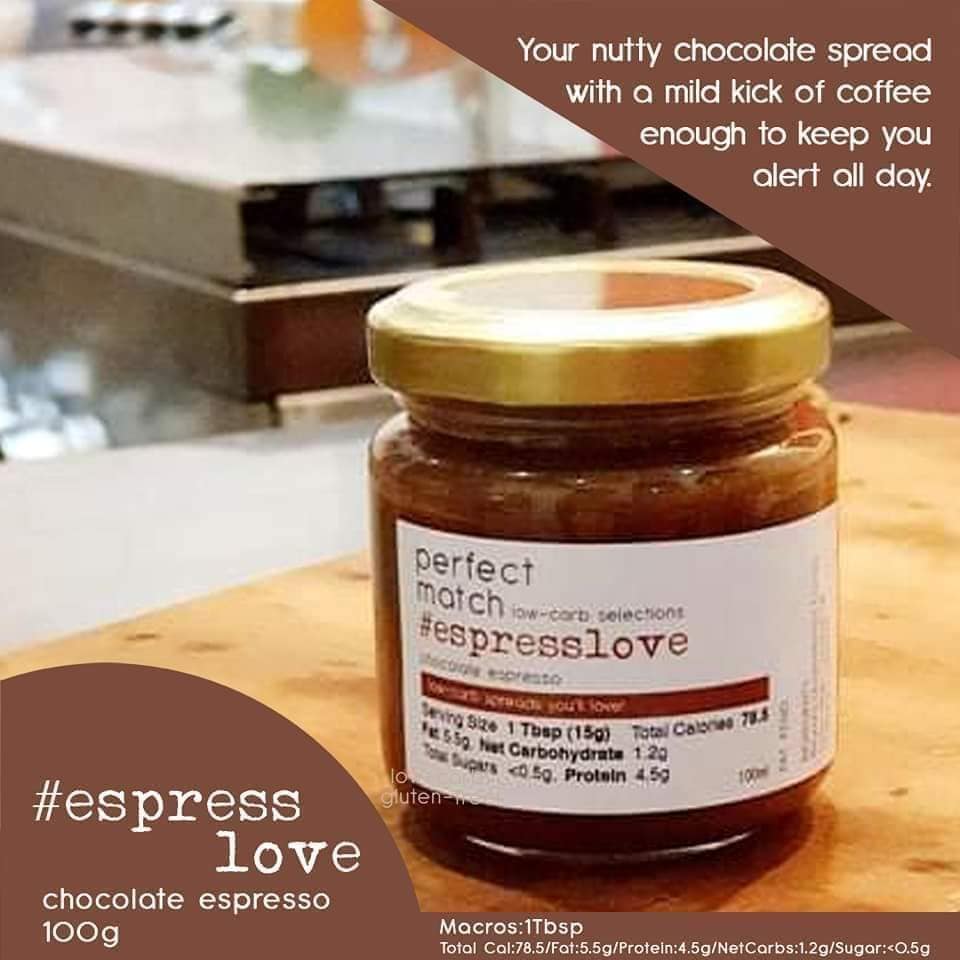 Your nutty chocolate spread
with a mild kick of coffee
enough to keep you
alert all day.
perfect
match low-carb selections
#espresslove
chocolate espresso
low-carb spreads you'll love!
Serving Size 1 Tbsp (15g) Total Calories 78.5
Fat 5.5g, Net Carbohydrate 1.2g
Total Sugars <0.5g, Protein 4.5g
100ml
#espress
love
chocolate espresso
100g
Macros:1Tbsp
Total Cal:78.5/Fat:5.5g/Protein:4.5g/NetCarbs:1.2g/Sugar:<0.5g